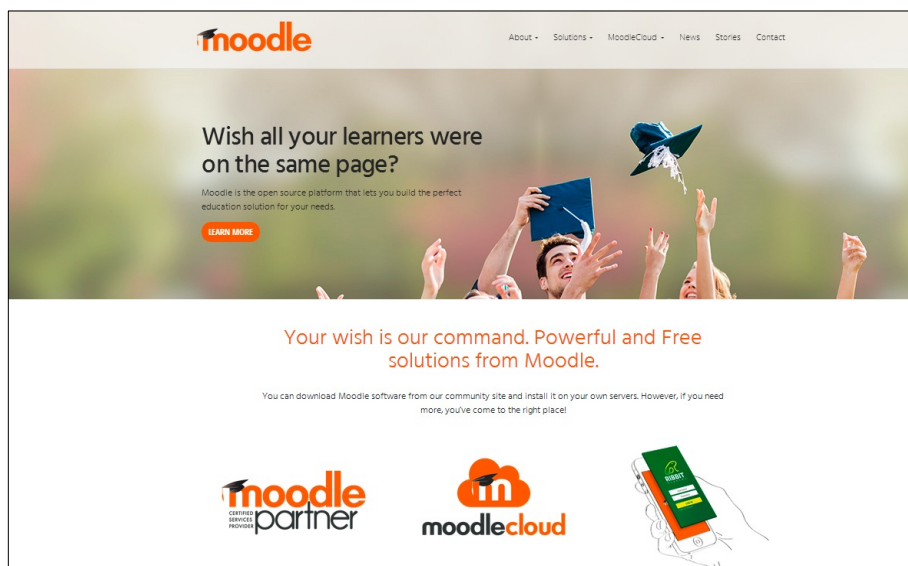 moodle
About
Solutions
MoodleCloud
News
Stories
Contact
Wish all your learners were
on the same page?
Moodle is the open source platform that lets you build the perfect
education solution for your needs.
LEARN MORE
Your wish is our command. Powerful and Free
solutions from Moodle.
You can download Moodle software from our community site and install it on your own servers. However, if you need
more, you've come to the right place!
moodle
CERTIFIED
SERVICES
PROVIDER
partner
m
moodlecloud
RIBBIT